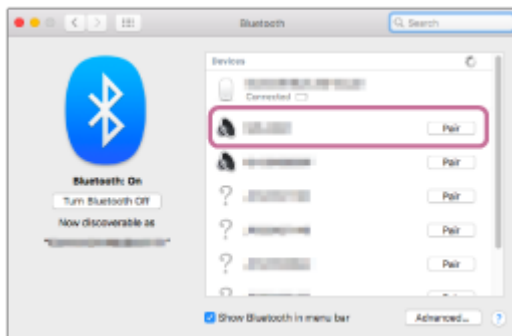 Bluetooth
Search
Devices
Connected
Pair
Pair
Bluetooth: On
Turn Bluetooth Off
Pair
Now discoverable as
Pair
Pair
Show Bluetooth in menu bar
Advanced...
?